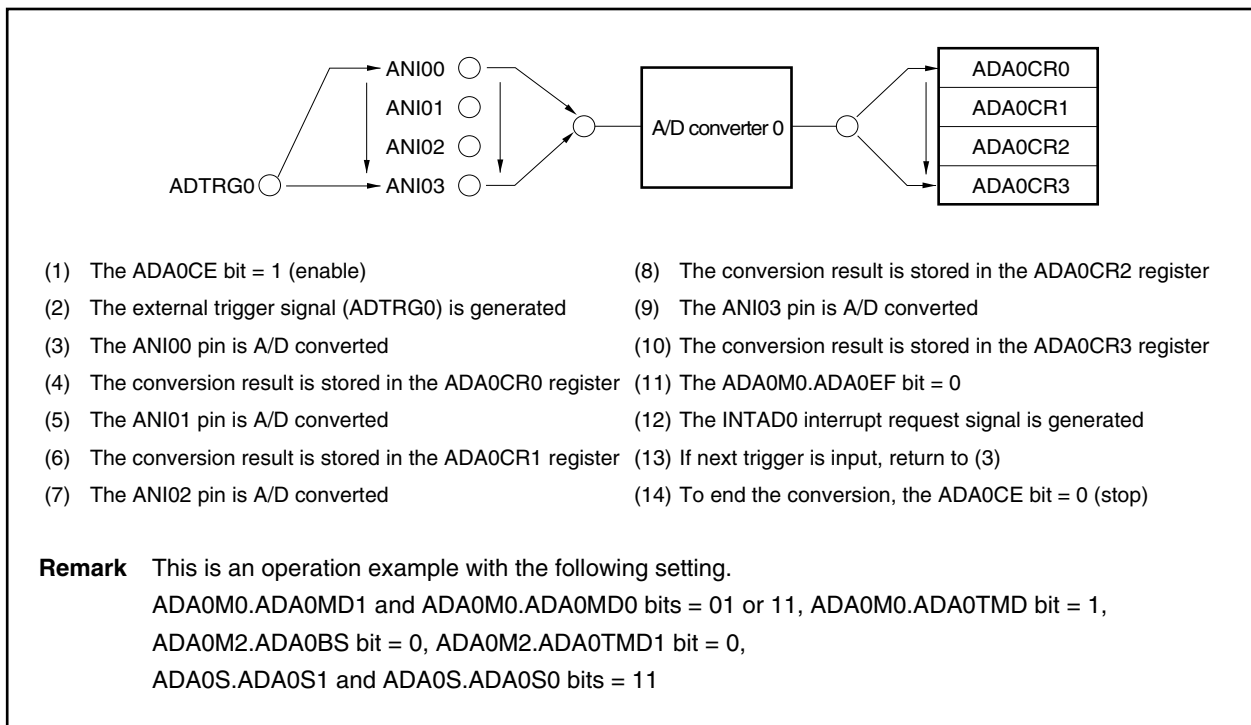 ANI00
ANI01
ANI02
ANI03
ADTRG0
A/D converter 0
ADA0CR0
ADA0CR1
ADA0CR2
ADA0CR3
(1) The ADA0CE bit = 1 (enable)
(2) The external trigger signal (ADTRG0) is generated
(3) The ANI00 pin is A/D converted
(4) The conversion result is stored in the ADA0CR0 register
(5) The ANI01 pin is A/D converted
(6) The conversion result is stored in the ADA0CR1 register
(7) The ANI02 pin is A/D converted
(8) The conversion result is stored in the ADA0CR2 register
(9) The ANI03 pin is A/D converted
(10) The conversion result is stored in the ADA0CR3 register
(11) The ADA0M0.ADA0EF bit = 0
(12) The INTAD0 interrupt request signal is generated
(13) If next trigger is input, return to (3)
(14) To end the conversion, the ADA0CE bit = 0 (stop)
Remark This is an operation example with the following setting.
ADA0M0.ADA0MD1 and ADA0M0.ADA0MD0 bits = 01 or 11, ADA0M0.ADA0TMD bit = 1,
ADA0M2.ADA0BS bit = 0, ADA0M2.ADA0TMD1 bit = 0,
ADA0S.ADA0S1 and ADA0S.ADA0S0 bits = 11